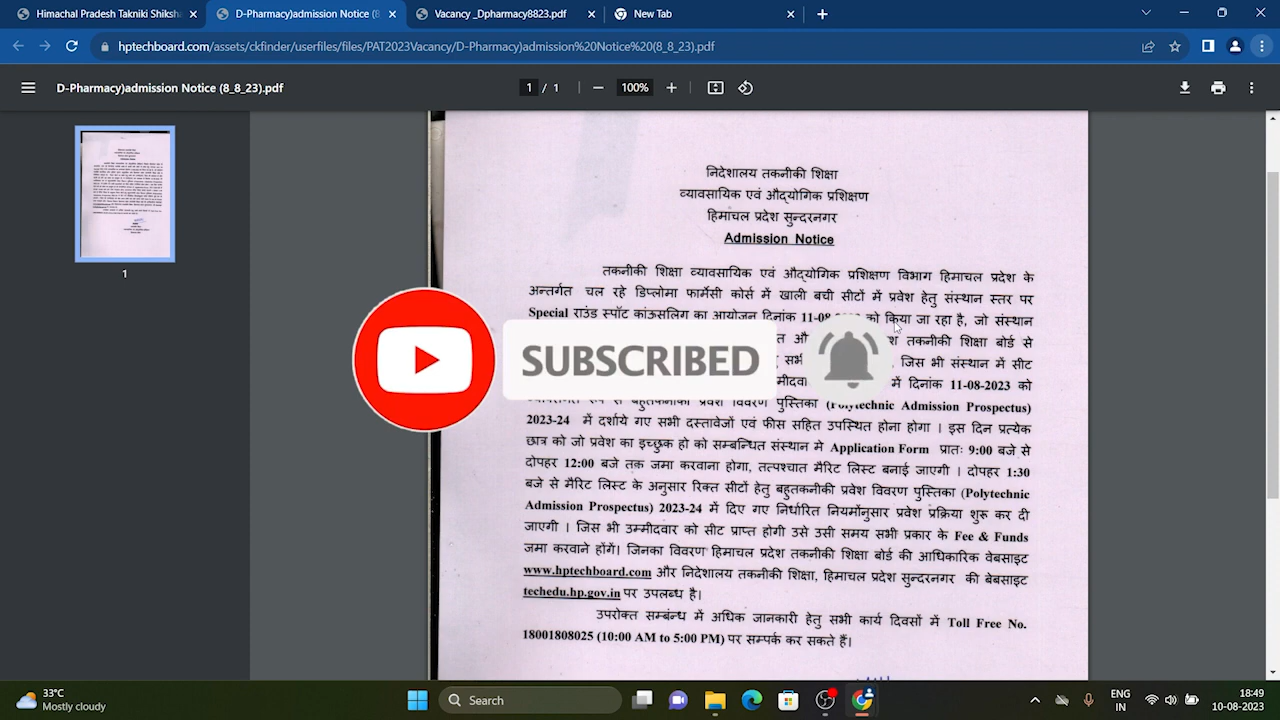 Himachal Pradesh Takniki Shiksha
D-Pharmacy)admission Notice (8
Vacancy _Dpharmacy8823.pdf
New Tab
hptechboard.com/assets/ckfinder/userfiles/files/PAT2023Vacancy/D-Pharmacy)admission%20Notice%20(8_8_23).pdf
D-Pharmacy)admission Notice (8_8_23).pdf
1 / 1
100%
1
निदेशालय तकनीकी शिक्षा
व्यावसायिक एवं औद्योगिक प्रशिक्षण
हिमाचल प्रदेश सुन्दरनगर
Admission Notice
तकनीकी शिक्षा व्यावसायिक एवं औद्योगिक प्रशिक्षण विभाग हिमाचल प्रदेश के
अन्तर्गत चल रहे डिप्लोमा फार्मेसी कोर्स में खाली बची सीटों में प्रवेश हेतु संस्थान स्तर पर
Special राउंड स्पॉट कांऊसलिग का आयोजन दिनांक 11-08 को किया जा रहा है, जो संस्थान
तकनीकी शिक्षा बोर्ड से
जिस भी संस्थान में सीट
SUBSCRIBED
में दिनांक 11-08-2023 को
बहुतकनीकी प्रवेश विवरण पुस्तिका (Polytechnic Admission Prospectus)
2023-24 में दर्शाये गए सभी दस्तावेजों एवं फीस सहित उपस्थित होना होगा । इस दिन प्रत्येक
छात्र को जो प्रवेश का इच्छुक हो को सम्बन्धित संस्थान मे Application Form प्रातः 9:00 बजे से
दोपहर 12:00 बजे तक जमा करवाना होगा, तत्पश्चात मैरिट लिस्ट बनाई जाएगी । दोपहर 1:30
बजे से मैरिट लिस्ट के अनुसार रिक्त सीटों हेतु बहुतकनीकी प्रवेश विवरण पुस्तिका (Polytechnic
Admission Prospectus) 2023-24 में दिए गए निर्धारित नियमोंनुसार प्रवेश प्रक्रिया शुरू कर दी
जाएगी । जिस भी उम्मीदवार को सीट प्राप्त होगी उसे उसी समय सभी प्रकार के Fee & Funds
जमा करवाने होंगें। जिनका विवरण हिमाचल प्रदेश तकनीकी शिक्षा बोर्ड की आधिकारिक वेबसाइट
www.hptechboard.com और निदेशालय तकनीकी शिक्षा, हिमाचल प्रदेश सुन्दरनगर की बेबसाइट
techedu.hp.gov.in पर उपलब्ध है।
उपरोक्त सम्बंन्ध में अधिक जानकारी हेतु सभी कार्य दिवसों में Toll Free No.
18001808025 (10:00 AM to 5:00 PM) पर सम्पर्क कर सकते हैं।
33°C
Mostly cloudy
Search
ENG
IN
18:49
10-08-2023